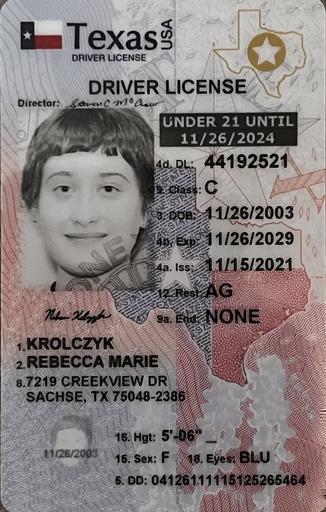 Texas USA
DRIVER LICENSE
DRIVER LICENSE
Director:
UNDER 21 UNTIL
11/26/2024
4d. DL: 44192521
9. Class: C
3. DOB: 11/26/2003
4b. Exp: 11/26/2029
4a. Iss: 11/15/2021
12. Rest: AG
9a. End: NONE
1. KROLCZYK
2. REBECCA MARIE
8. 7219 CREEKVIEW DR
SACHSE, TX 75048-2386
11/26/2003
16. Hgt: 5'-06"
15. Sex: F 18. Eyes: BLU
5. DD: 04126111115125265464